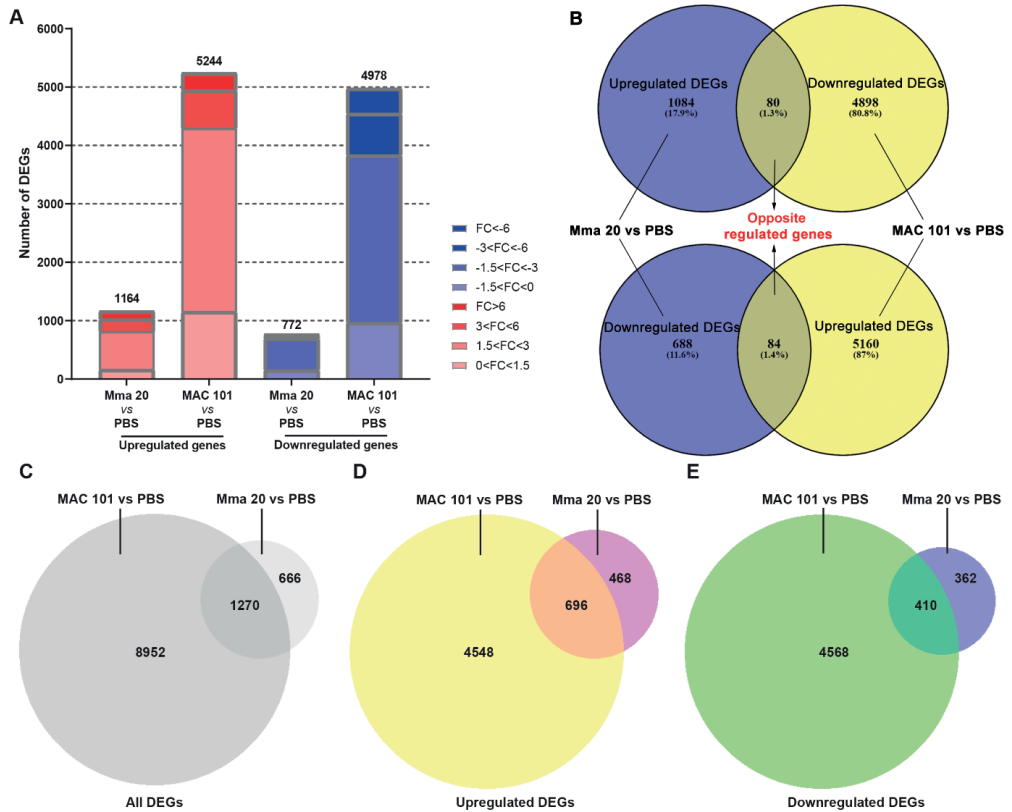 A
6000
5000
4000
3000
2000
1000
0
Number of DEGs
1164
5244
772
4978
Mma 20
vs
PBS
MAC 101
vs
PBS
Mma 20
vs
PBS
MAC 101
vs
PBS
Upregulated genes
Downregulated genes
FC<-6
-3<FC<-6
-1.5<FC<-3
-1.5<FC<0
FC>6
3<FC<6
1.5<FC<3
0<FC<1.5
B
Upregulated DEGs
1084
(17.9%)
80
(1.3%)
Downregulated DEGs
4898
(80.8%)
Mma 20 vs PBS
Opposite
regulated genes
MAC 101 vs PBS
Downregulated DEGs
688
(11.6%)
84
(1.4%)
Upregulated DEGs
5160
(87%)
C
MAC 101 vs PBS
Mma 20 vs PBS
666
1270
8952
All DEGs
D
MAC 101 vs PBS
Mma 20 vs PBS
468
696
4548
Upregulated DEGs
E
MAC 101 vs PBS
Mma 20 vs PBS
362
410
4568
Downregulated DEGs